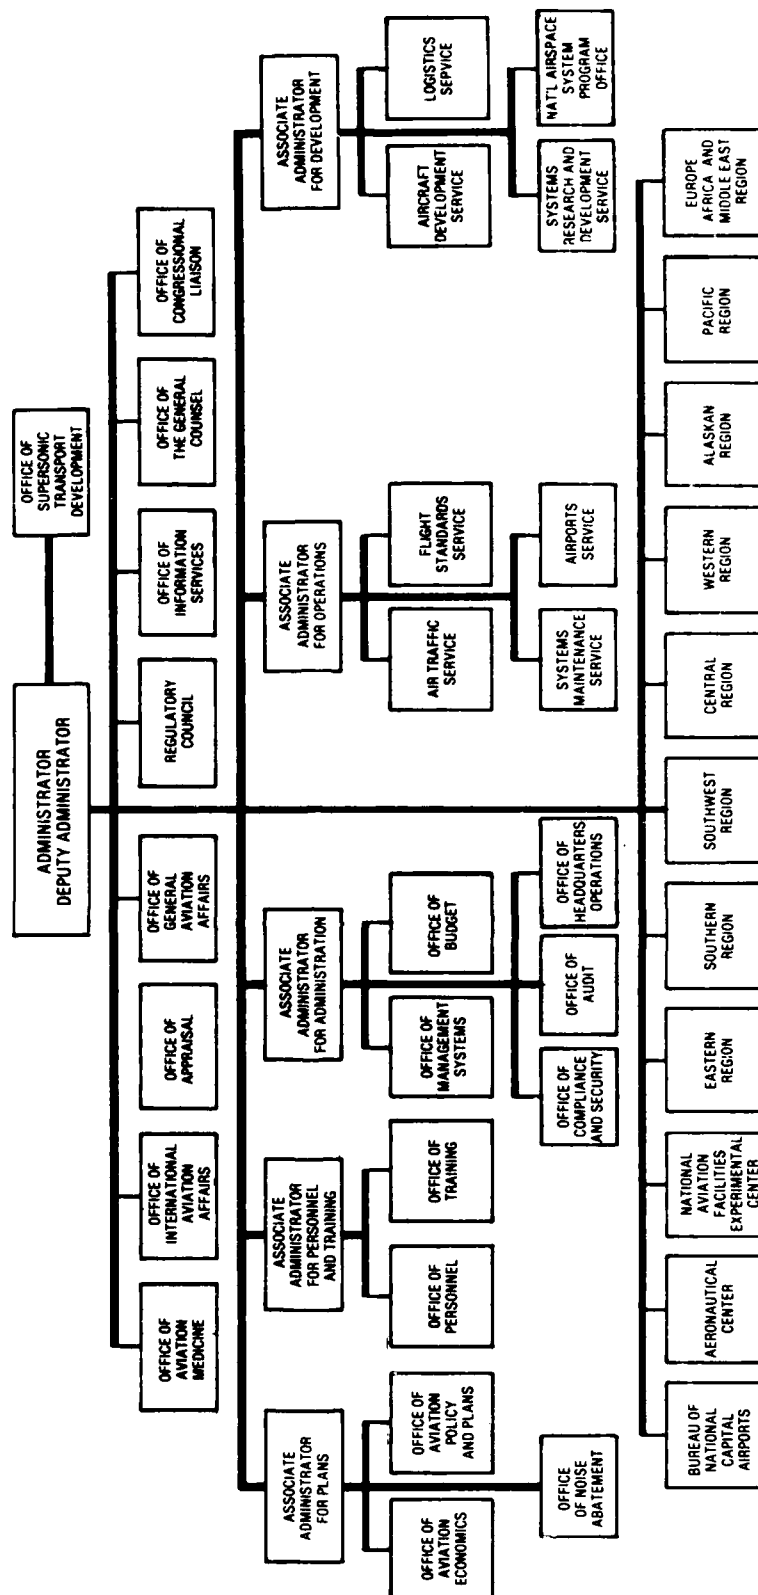 ADMINISTRATOR
DEPUTY ADMINISTRATOR
OFFICE OF
SUPERSONIC
TRANSPORT
DEVELOPMENT
OFFICE OF
AVIATION
MEDICINE
OFFICE OF
INTERNATIONAL
AVIATION
AFFAIRS
OFFICE OF
APPRAISAL
OFFICE OF
GENERAL
AVIATION
AFFAIRS
REGULATORY
COUNCIL
OFFICE OF
INFORMATION
SERVICES
OFFICE OF
THE GENERAL
COUNSEL
OFFICE OF
CONGRESSIONAL
LIAISON
ASSOCIATE
ADMINISTRATOR
FOR PLANS
ASSOCIATE
ADMINISTRATOR
FOR PERSONNEL
AND TRAINING
ASSOCIATE
ADMINISTRATOR
FOR ADMINISTRATION
ASSOCIATE
ADMINISTRATOR
FOR OPERATIONS
ASSOCIATE
ADMINISTRATOR
FOR DEVELOPMENT
OFFICE OF
AVIATION
ECONOMICS
OFFICE OF
AVIATION
POLICY
AND PLANS
OFFICE OF
PERSONNEL
OFFICE OF
TRAINING
OFFICE OF
MANAGEMENT
SYSTEMS
OFFICE OF
BUDGET
AIR TRAFFIC
SERVICE
FLIGHT
STANDARDS
SERVICE
AIRCRAFT
DEVELOPMENT
SERVICE
LOGISTICS
SERVICE
OFFICE
OF NOISE
ABATEMENT
OFFICE OF
COMPLIANCE
AND SECURITY
OFFICE OF
AUDIT
OFFICE OF
HEADQUARTERS
OPERATIONS
SYSTEMS
MAINTENANCE
SERVICE
AIRPORTS
SERVICE
SYSTEMS
RESEARCH AND
DEVELOPMENT
SERVICE
NAT'L AIRSPACE
SYSTEM
PROGRAM
OFFICE
BUREAU OF
NATIONAL
CAPITAL
AIRPORTS
AERONAUTICAL
CENTER
NATIONAL
AVIATION
FACILITIES
EXPERIMENTAL
CENTER
EASTERN
REGION
SOUTHERN
REGION
SOUTHWEST
REGION
CENTRAL
REGION
WESTERN
REGION
ALASKAN
REGION
PACIFIC
REGION
EUROPE
AFRICA AND
MIDDLE EAST
REGION